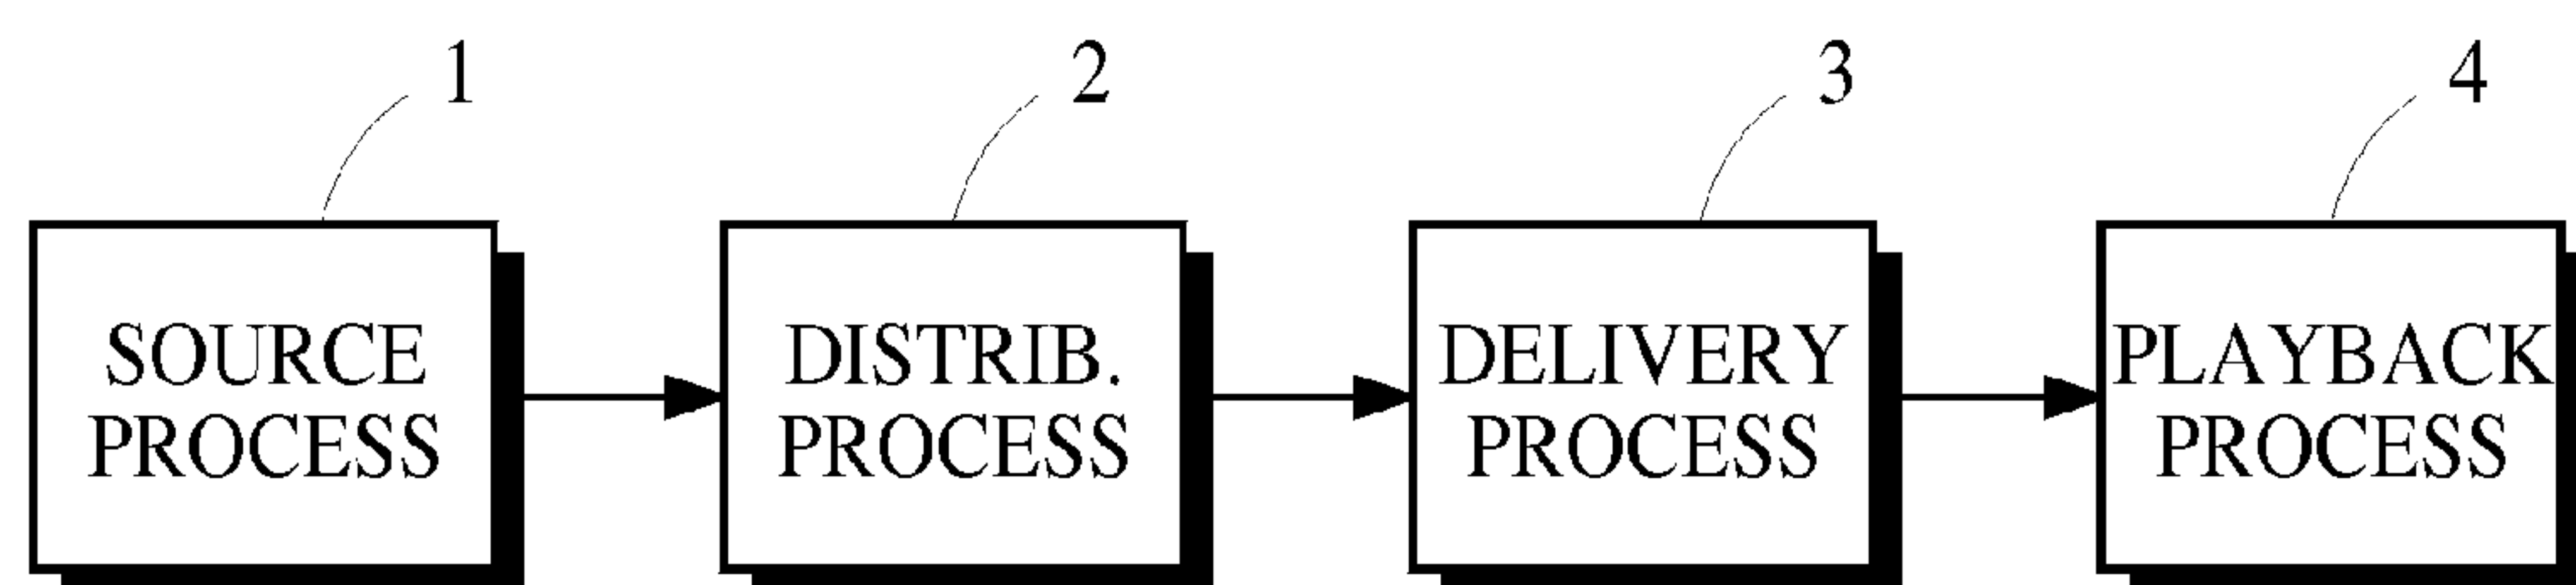 1
2
3
4
SOURCE
PROCESS
DISTRIB.
PROCESS
DELIVERY
PROCESS
PLAYBACK
PROCESS